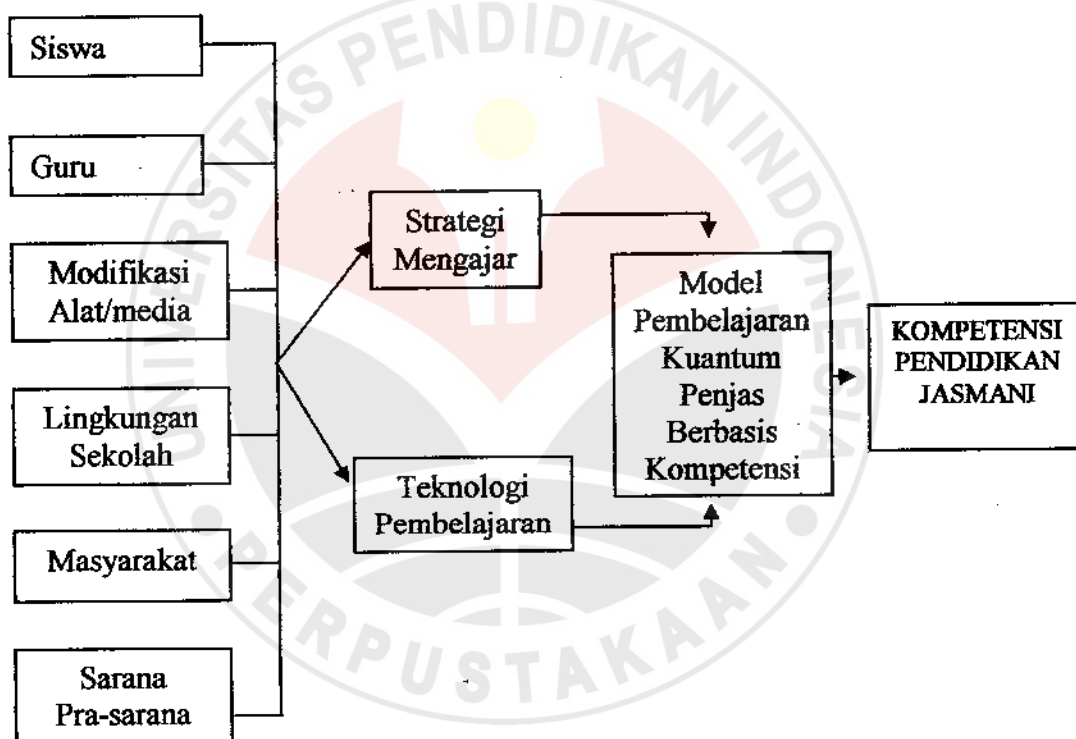 Siswa
Guru
Modifikasi
Alat/media
Lingkungan
Sekolah
Masyarakat
Sarana
Pra-sarana
Strategi
Mengajar
Teknologi
Pembelajaran
Model
Pembelajaran
Kuantum
Penjas
Berbasis
Kompetensi
KOMPETENSI
PENDIDIKAN
JASMANI
UNIVERSITAS PENDIDIKAN INDONESIA
PERPUSTAKAAN